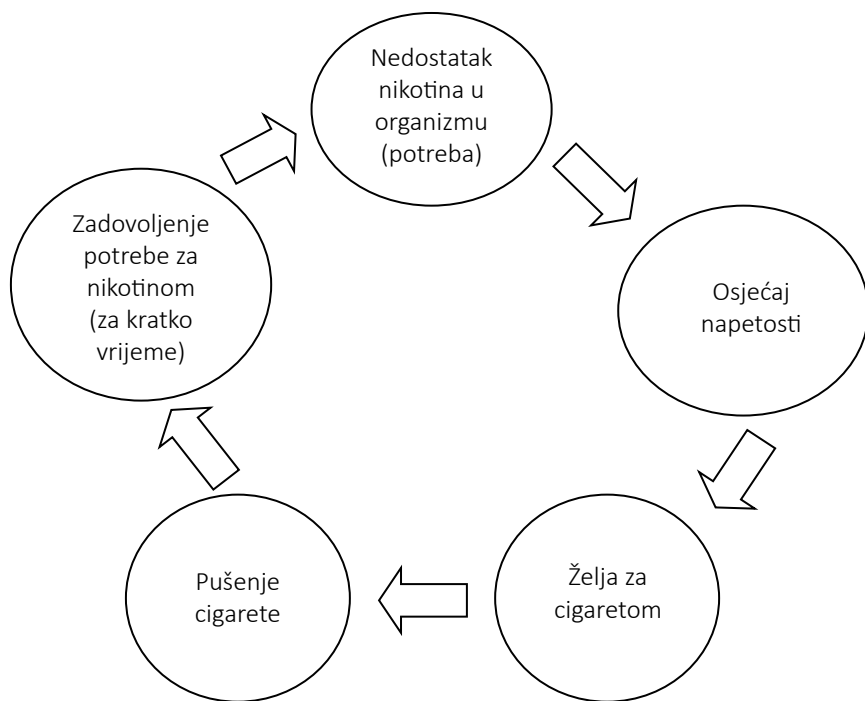 Nedostatak
nikotina u
organizmu
(potreba)
Zadovoljenje
potrebe za
nikotinom
(za kratko
vrijeme)
Osjećaj
napetosti
Pušenje
cigarete
Želja za
cigaretom